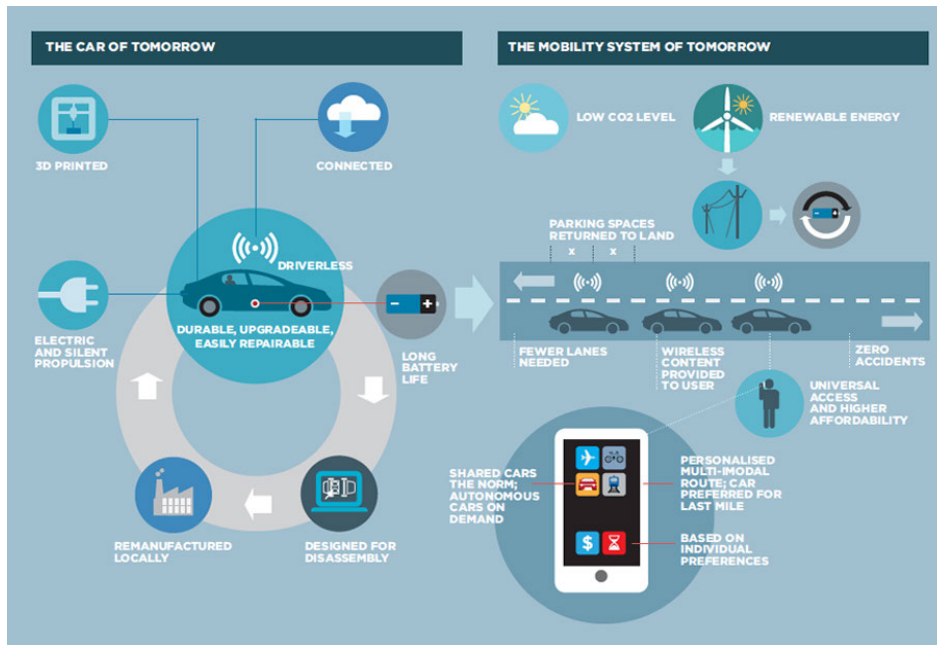 THE CAR OF TOMORROW
3D PRINTED
CONNECTED
DRIVERLESS
DURABLE, UPGRADEABLE,
EASILY REPAIRABLE
ELECTRIC
AND SILENT
PROPULSION
LONG
BATTERY
LIFE
REMANUFACTURED
LOCALLY
DESIGNED FOR
DISASSEMBLY
THE MOBILITY SYSTEM OF TOMORROW
LOW CO2 LEVEL
RENEWABLE ENERGY
PARKING SPACES
RETURNED TO LAND
x x
FEWER LANES
NEEDED
WIRELESS
CONTENT
PROVIDED
TO USER
ZERO
ACCIDENTS
UNIVERSAL
ACCESS
AND HIGHER
AFFORDABILITY
SHARED CARS
THE NORM;
AUTONOMOUS
CARS ON
DEMAND
PERSONALISED
MULTI-IMODAL
ROUTE; CAR
PREFERRED FOR
LAST MILE
$
BASED ON
INDIVIDUAL
PREFERENCES